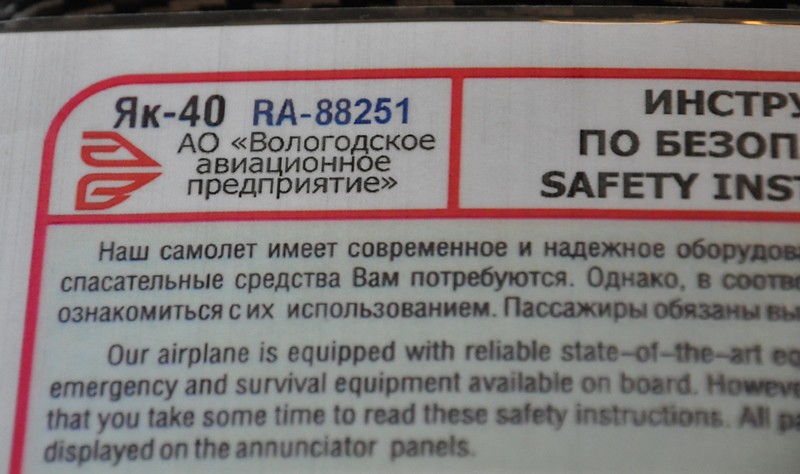 Як-40 RA-88251
АО «Вологодское
авиационное
предприятие»
ИНСТРУ
ПО БЕЗОП
SAFETY INST
Наш самолет имеет современное и надежное оборудова
спасательные средства Вам потребуются. Однако, в соотве
ознакомиться с их использованием. Пассажиры обязаны вы
Our airplane is equipped with reliable state-of-the-art eq
emergency and survival equipment available on board. Howeve
that you take some time to read these safety instructions. All pa
displayed on the annunciator panels.